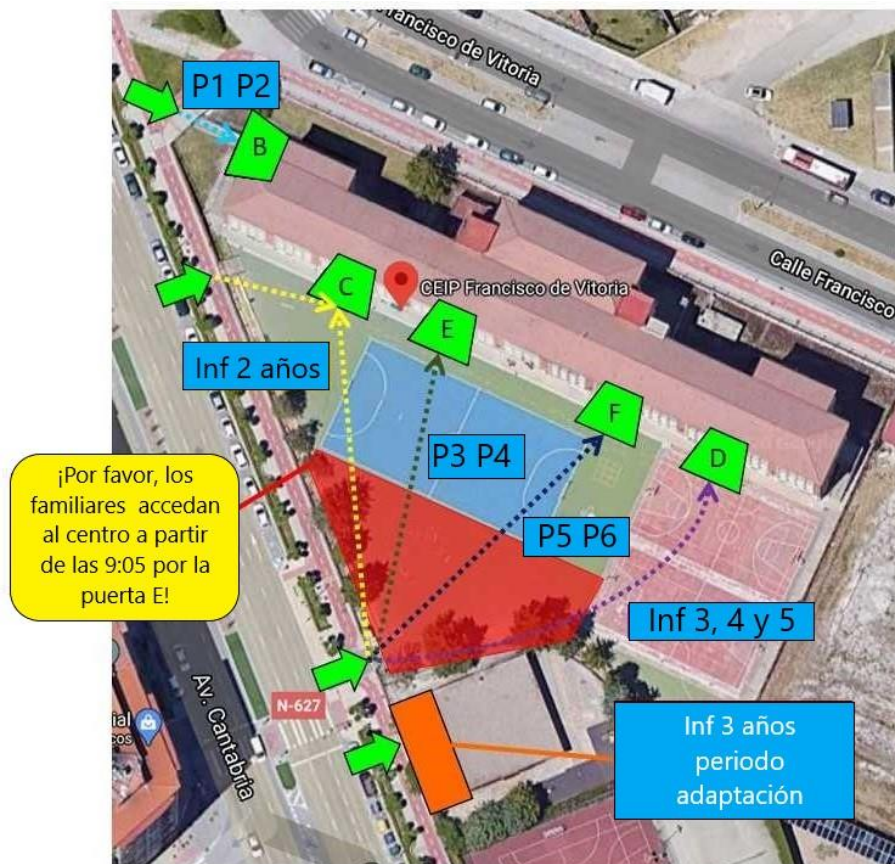 Francisco de Vitoria
P1 P2
B
C
CEIP Francisco de Vitoria
Calle Francisco
E
Inf 2 años
F
P3 P4
D
¡Por favor, los
familiares accedan
al centro a partir
de las 9:05 por la
puerta E!
P5 P6
Inf 3, 4 y 5
N-627
Av. Cantabria
ial
cos
Inf 3 años
periodo
adaptación